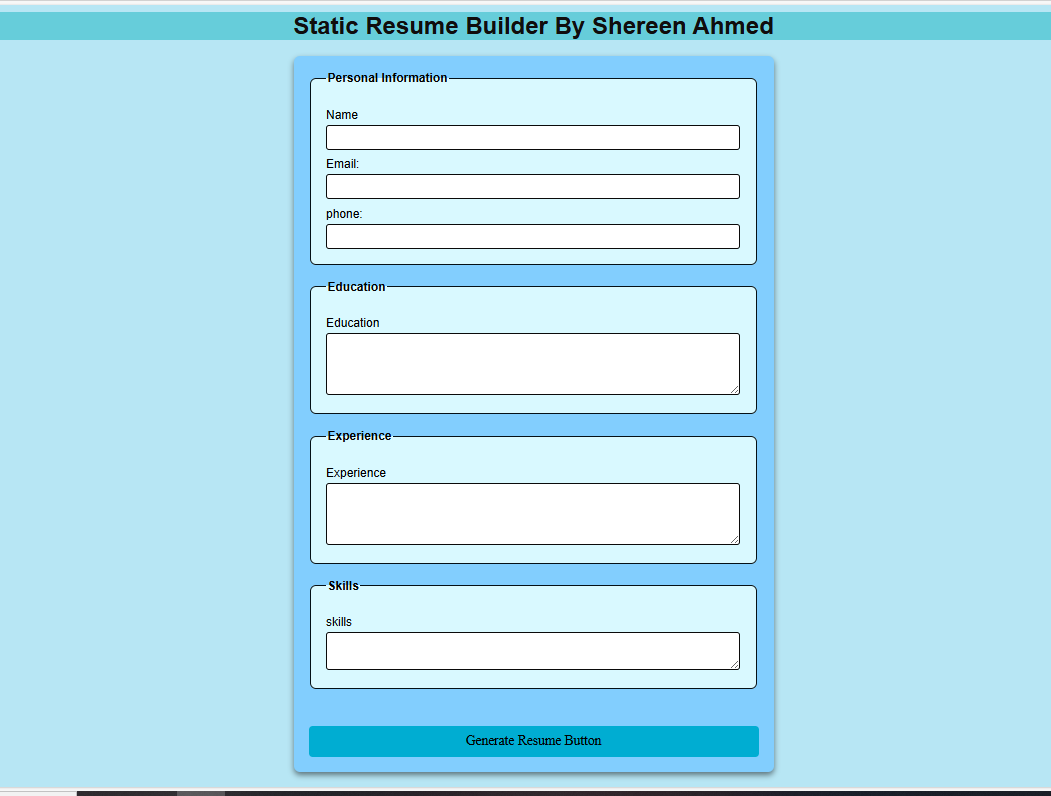 Static Resume Builder By Shereen Ahmed
Personal Information
Name
Email:
phone:
Education
Education
Experience
Experience
Skills
skills
Generate Resume Button